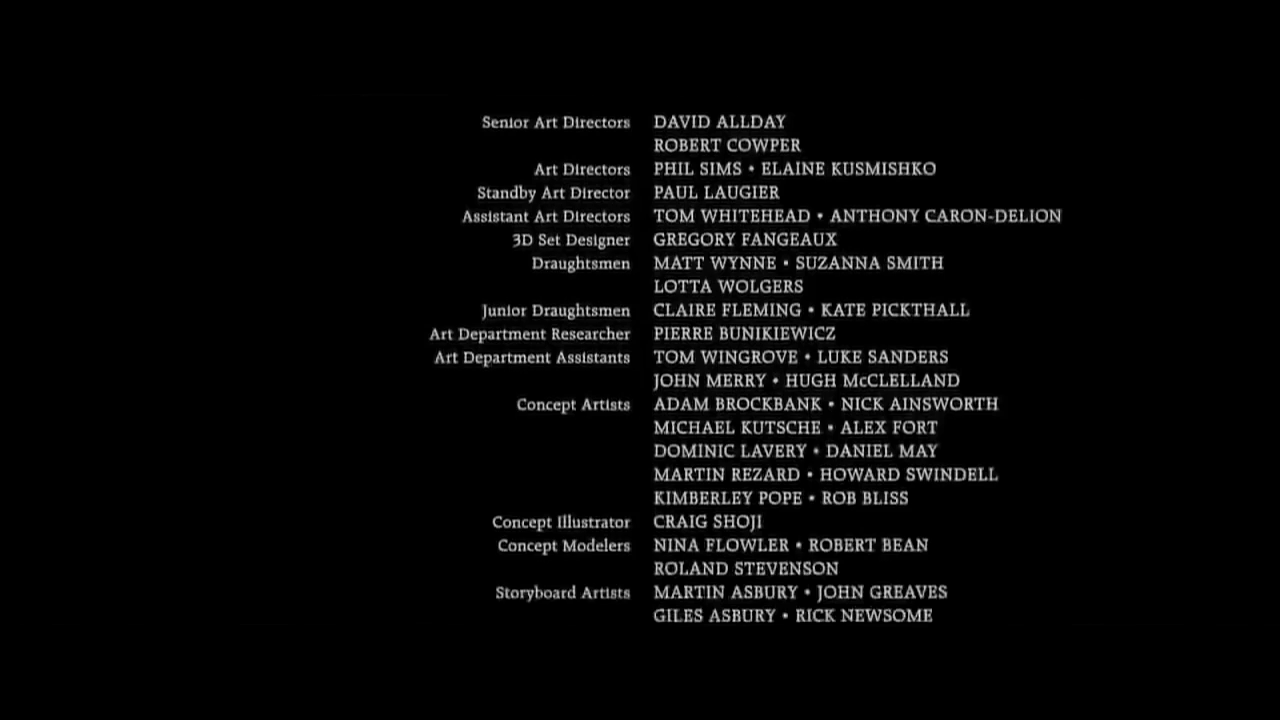 Senior Art Directors DAVID ALLDAY
ROBERT COWPER
Art Directors PHIL SIMS • ELAINE KUSMISHKO
Standby Art Director PAUL LAUGIER
Assistant Art Directors TOM WHITEHEAD • ANTHONY CARON-DELION
3D Set Designer GREGORY FANGEAUX
Draughtsmen MATT WYNNE • SUZANNA SMITH
LOTTA WOLGERS
Junior Draughtsmen CLAIRE FLEMING • KATE PICKTHALL
Art Department Researcher PIERRE BUNIKIEWICZ
Art Department Assistants TOM WINGROVE • LUKE SANDERS
JOHN MERRY • HUGH McCLELLAND
Concept Artists ADAM BROCKBANK • NICK AINSWORTH
MICHAEL KUTSCHE • ALEX FORT
DOMINIC LAVERY • DANIEL MAY
MARTIN REZARD • HOWARD SWINDELL
KIMBERLEY POPE • ROB BLISS
Concept Illustrator CRAIG SHOJI
Concept Modelers NINA FLOWLER • ROBERT BEAN
ROLAND STEVENSON
Storyboard Artists MARTIN ASBURY • JOHN GREAVES
GILES ASBURY • RICK NEWSOME